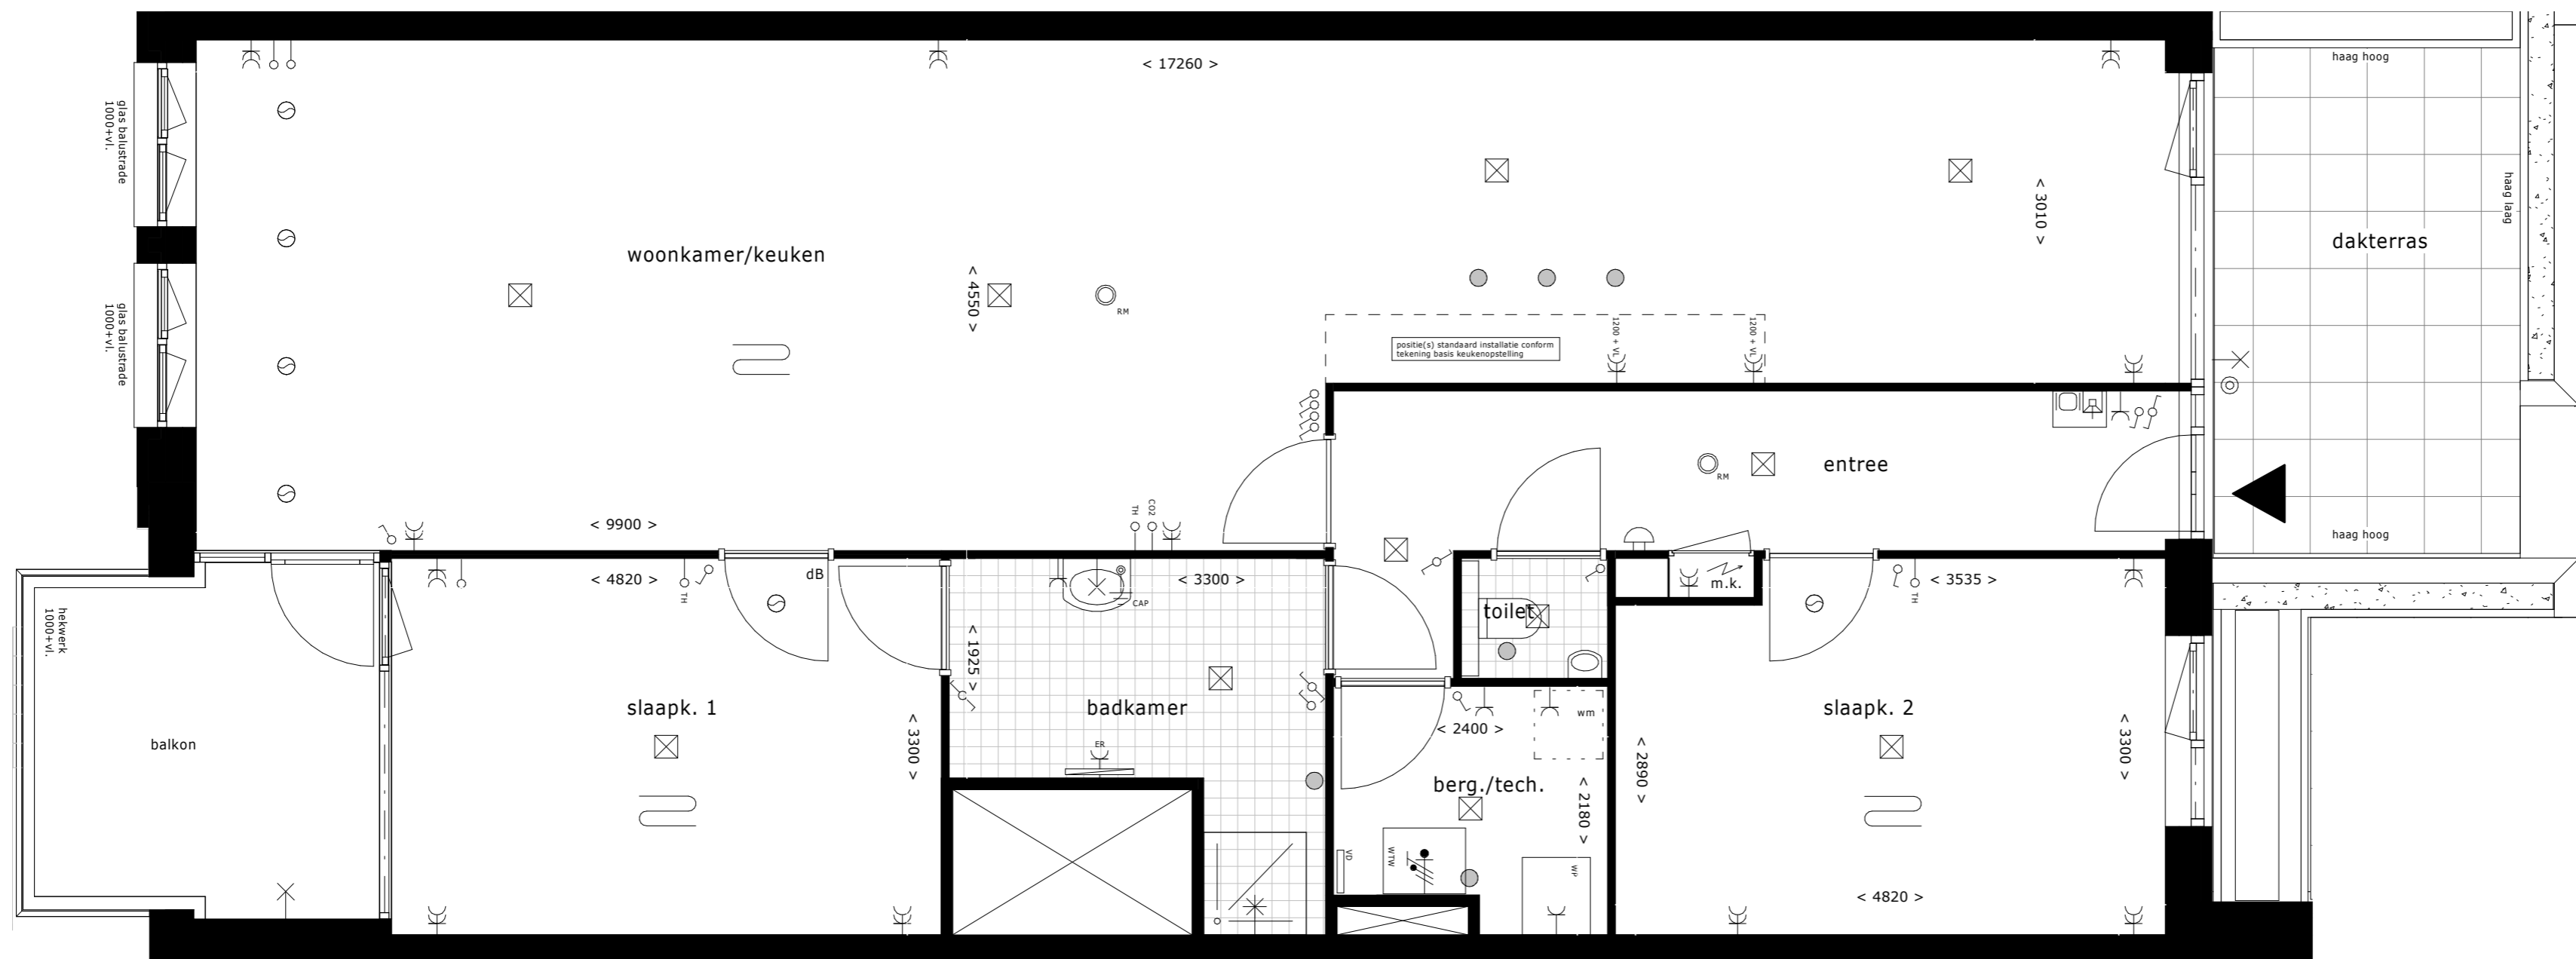 haag hoog
< 17260 >
glas balustrade
1000+vl.
haag laag
< 3010 >
dakterras
woonkamer/keuken
< 4550 >
RM
glas balustrade
1000+vl.
1200 + VL
1200 + VL
positie(s) standaard installatie conform
tekening basis keukenopstelling
entree
RM
TH
CO2
< 9900 >
haag hoog
< 4820 >
TH
dB
< 3300 >
CAP
m.k.
< 3535 >
TH
toilet
hekwerk
1000+vl.
< 1925 >
slaapk. 1
badkamer
wm
slaapk. 2
< 2400 >
balkon
< 3300 >
ER
< 2890 >
< 3300 >
berg./tech.
< 2180 >
VD
WTW
WP
< 4820 >